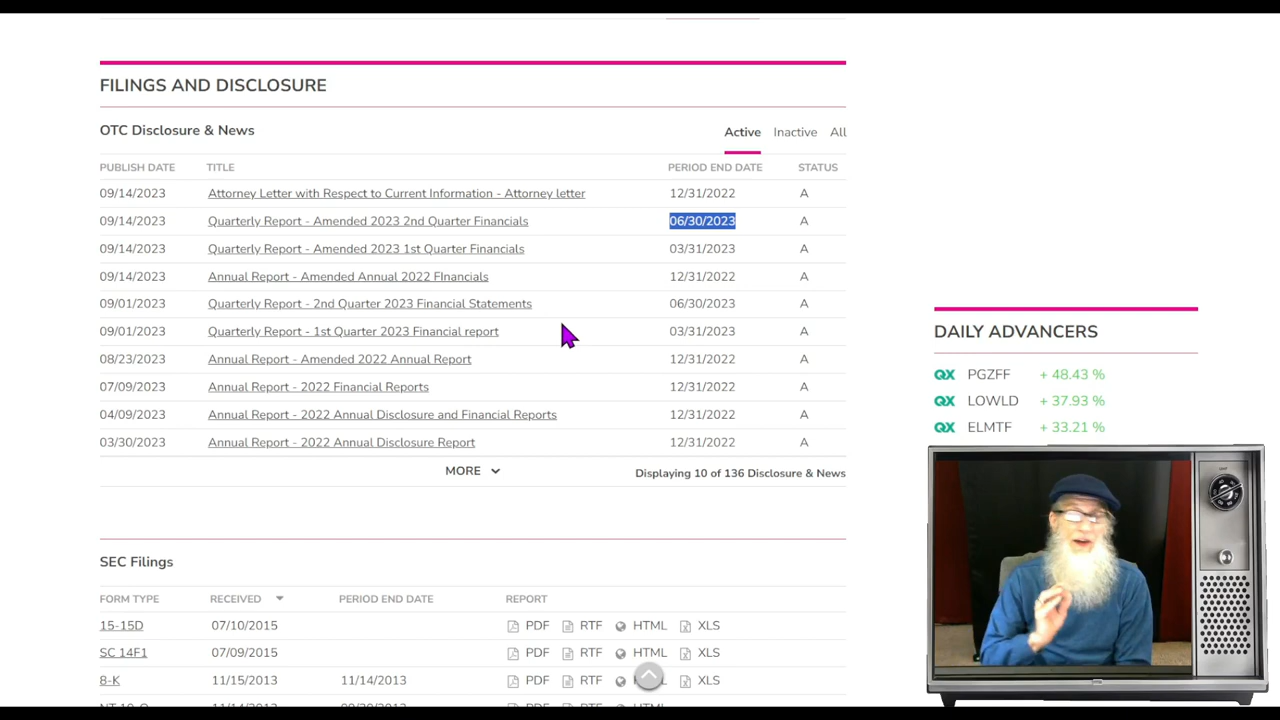 FILINGS AND DISCLOSURE
OTC Disclosure & News
Active Inactive All
PUBLISH DATE TITLE PERIOD END DATE STATUS
09/14/2023 Attorney Letter with Respect to Current Information - Attorney letter 12/31/2022 A
09/14/2023 Quarterly Report - Amended 2023 2nd Quarter Financials 06/30/2023 A
09/14/2023 Quarterly Report - Amended 2023 1st Quarter Financials 03/31/2023 A
09/14/2023 Annual Report - Amended Annual 2022 FInancials 12/31/2022 A
09/01/2023 Quarterly Report - 2nd Quarter 2023 Financial Statements 06/30/2023 A
09/01/2023 Quarterly Report - 1st Quarter 2023 Financial report 03/31/2023 A
08/23/2023 Annual Report - Amended 2022 Annual Report 12/31/2022 A
07/09/2023 Annual Report - 2022 Financial Reports 12/31/2022 A
04/09/2023 Annual Report - 2022 Annual Disclosure and Financial Reports 12/31/2022 A
03/30/2023 Annual Report - 2022 Annual Disclosure Report 12/31/2022 A
MORE
Displaying 10 of 136 Disclosure & News
SEC Filings
FORM TYPE RECEIVED PERIOD END DATE REPORT
15-15D 07/10/2015 PDF RTF HTML XLS
SC 14F1 07/09/2015 PDF RTF HTML XLS
8-K 11/15/2013 11/14/2013 PDF RTF XLS
DAILY ADVANCERS
QX PGZFF + 48.43 %
QX LOWLD + 37.93 %
QX ELMTF + 33.21 %